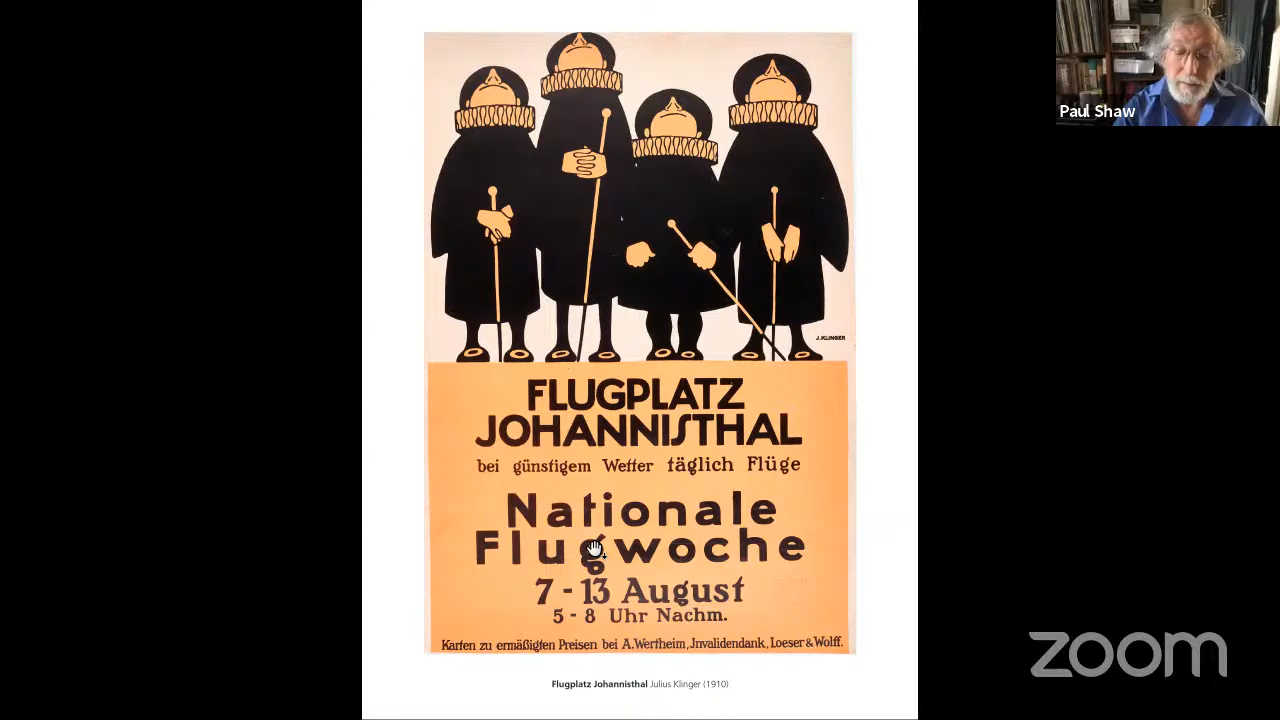 Paul Shaw
J. KLINGER
FLUGPLATZ
JOHANNISTHAL
bei günstigem Wetter täglich Flüge
Nationale
Flugwoche
7 - 13 August
5 - 8 Uhr Nachm.
Karten zu ermäßigten Preisen bei A. Wertheim, Jnvalidendank, Loeser & Wolff.
Flugplatz Johannisthal Julius Klinger (1910)
zoom